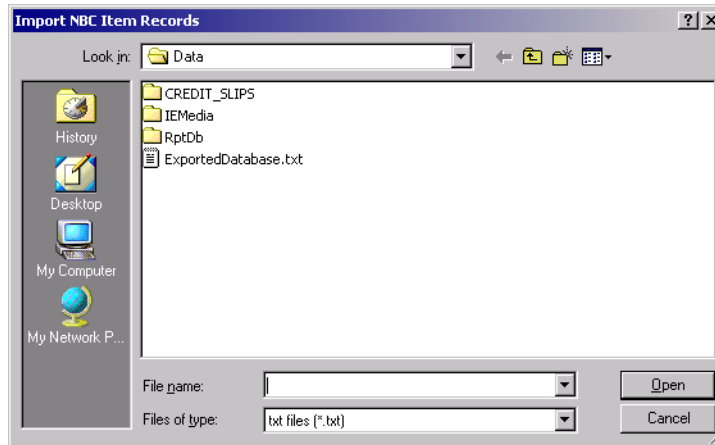 Import NBC Item Records
Look in: Data
History
Desktop
My Computer
My Network P...
CREDIT_SLIPS
IEMedia
RptDb
ExportedDatabase.txt
File name: Open
Files of type: txt files (*.txt) Cancel